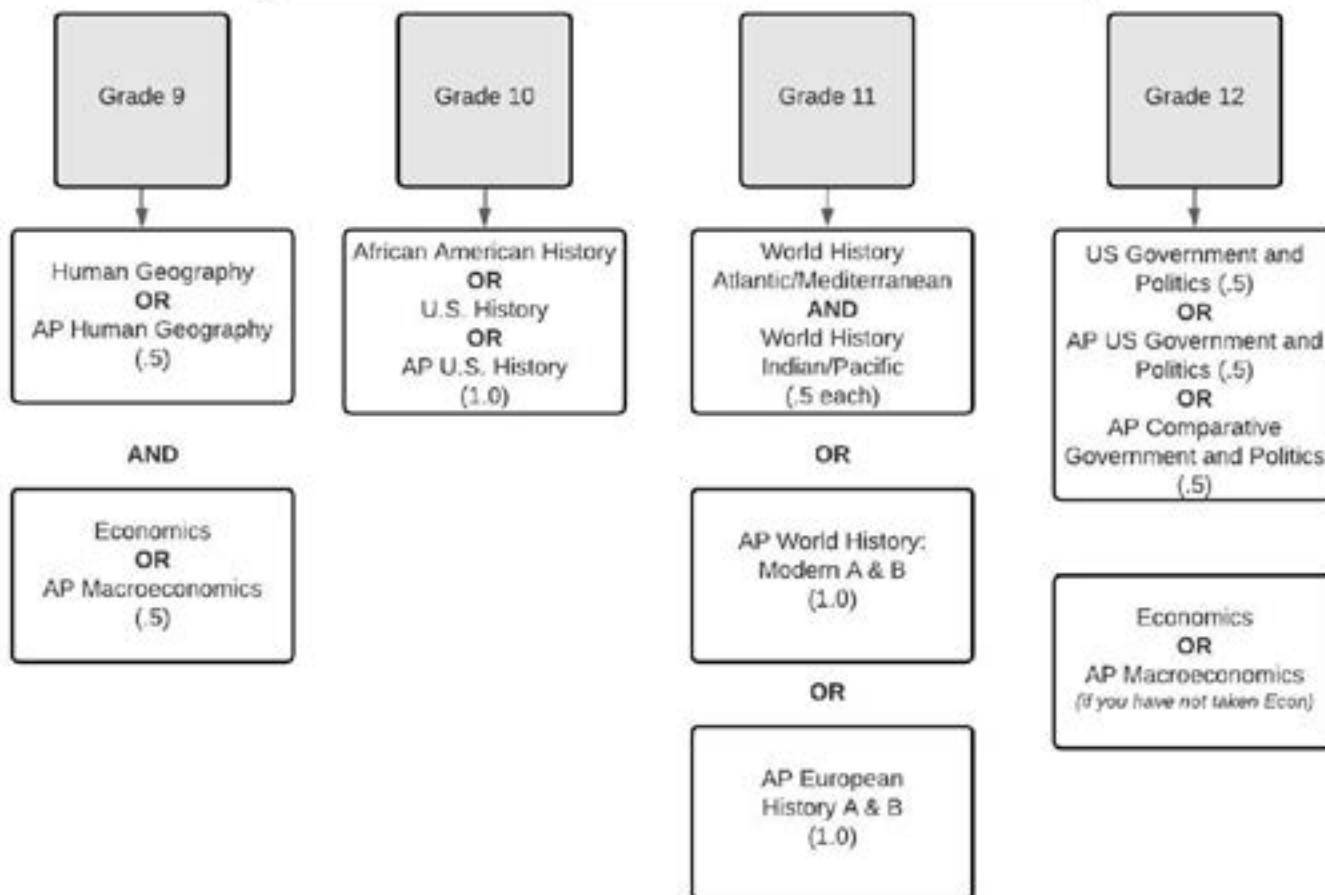 Grade 9
Human Geography
OR
AP Human Geography
(.5)
AND
Economics
OR
AP Macroeconomics
(.5)
Grade 10
African American History
OR
U.S. History
OR
AP U.S. History
(1.0)
Grade 11
World History
Atlantic/Mediterranean
AND
World History
Indian/Pacific
(.5 each)
OR
AP World History:
Modern A & B
(1.0)
OR
AP European
History A & B
(1.0)
Grade 12
US Government and
Politics (.5)
OR
AP US Government and
Politics (.5)
OR
AP Comparative
Government and Politics
(.5)
Economics
OR
AP Macroeconomics
(if you have not taken Econ)